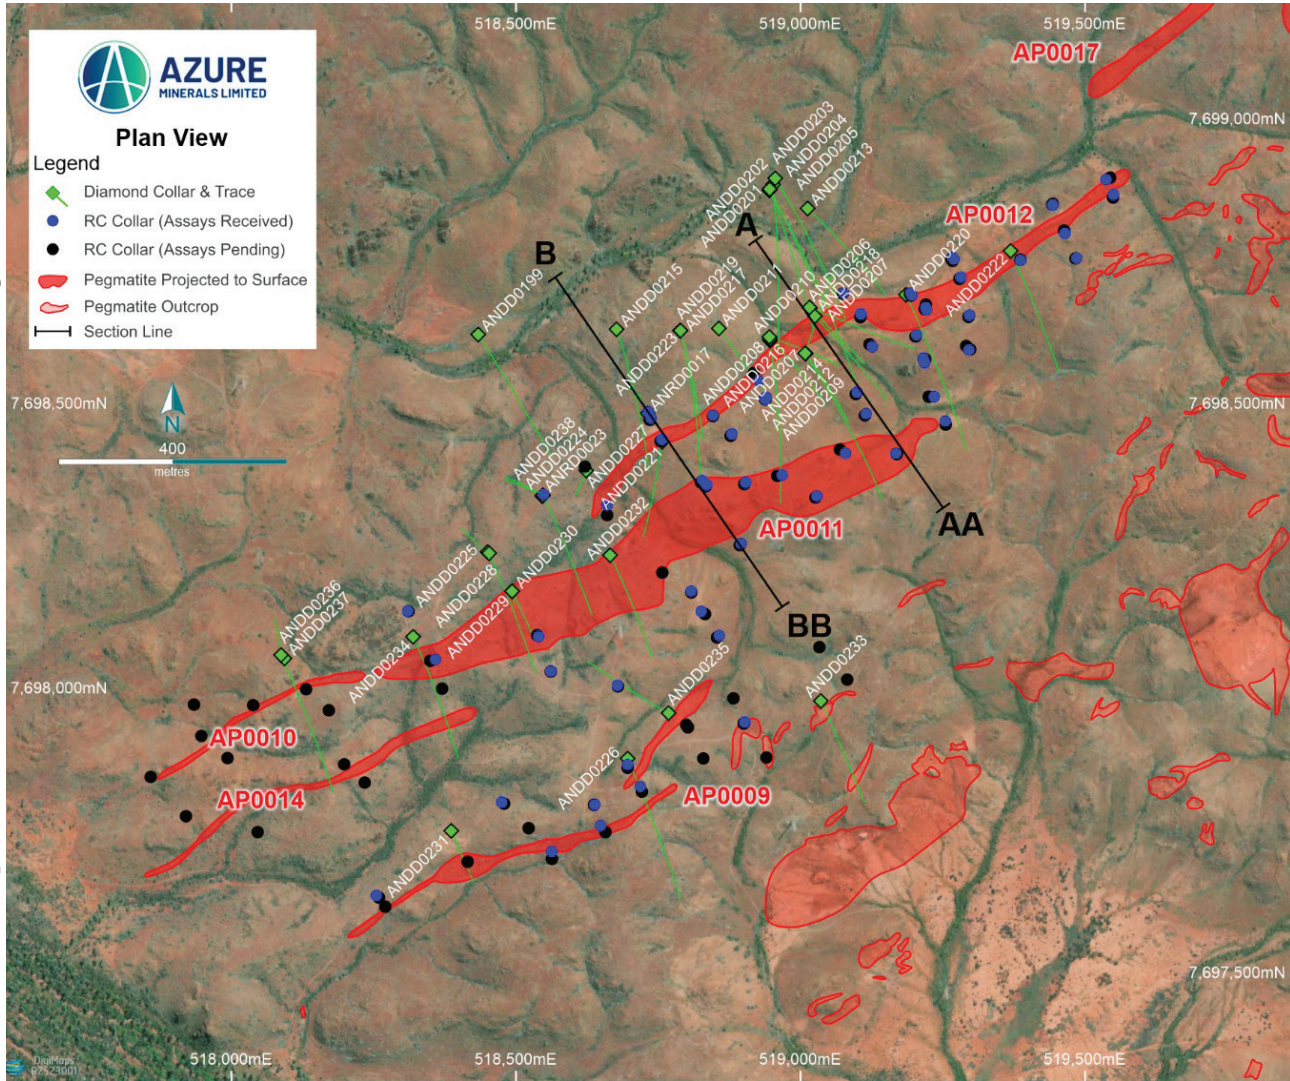 518,500mE
519,000mE
519,500mE
AZURE
MINERALS LIMITED
Plan View
Legend
Diamond Collar & Trace
RC Collar (Assays Received)
RC Collar (Assays Pending)
Pegmatite Projected to Surface
Pegmatite Outcrop
Section Line
AP0017
7,699,000mN
ANDD0203
ANDD0204
ANDD0205
ANDD0213
ANDD0202
ANDD0201
AP0012
A
B
ANDD0199
ANDD0215
ANDD0219
ANDD0217
ANDD0211
ANDD0210
ANDD0206
ANDD0218
ANDD0207
ANDD0220
ANDD0222
ANDD0223
ANRD0017
ANDD0208
ANDD0216
ANDD0207
ANDD0214
ANDD0212
ANDD0209
7,698,500mN
7,698,500mN
N
400
metres
ANDD0238
ANDD0224
ANRD0023
ANDD0227
ANDD0221
ANDD0232
AP0011
AA
ANDD0225
ANDD0228
ANDD0230
ANDD0229
ANDD0236
ANDD0237
ANDD0234
BB
ANDD0233
ANDD0235
7,698,000mN
7,698,000mN
AP0010
AP0014
ANDD0226
AP0009
ANDD0231
7,697,500mN
DigiMaps
518,000mE
518,500mE
519,000mE
519,500mE